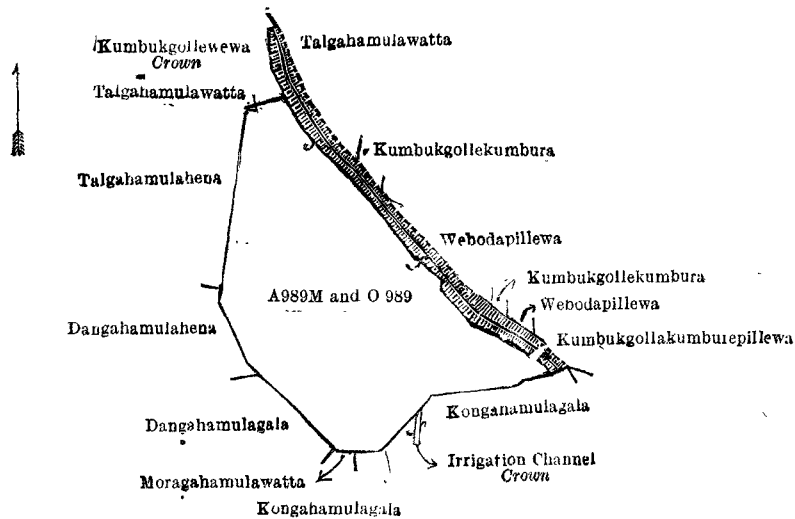 Kumbukgollewewa
Crown
Talgahamulawatta
Talgahamulawatta
Kumbukgollekumbura
Talgahamulahena
Webodapillewa
Kumbukgollekumbura
A989M and O 989
Webodapillewa
Dangahamulahena
Kumbukgollakumburepillewa
Konganamulagala
Dangahamulagala
Irrigation Channel
Crown
Moragahamulawatta
Kongahamulagala